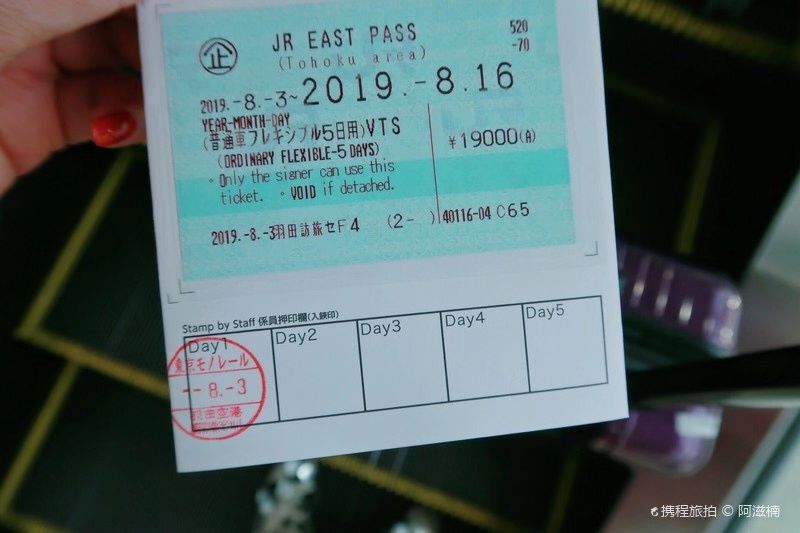 企
JR EAST PASS
(Tohoku area)
520
-70
2019.-8.-3~2019.-8.16
YEAR-MONTH-DAY
(普通車フレキシブル5日用)VTS
(ORDINARY FLEXIBLE-5 DAYS)
￥19000(A)
。Only the signer can use this
ticket. 。VOID if detached.
2019.-8.-3羽田訪旅セF4 (2- ) 40116-04 C65
Stamp by Staff 係員押印欄(入鋏印)
Day1
Day2
Day3
Day4
Day5
東京モノレール
--8.-3
羽田空港
携程旅拍 © 阿滋楠